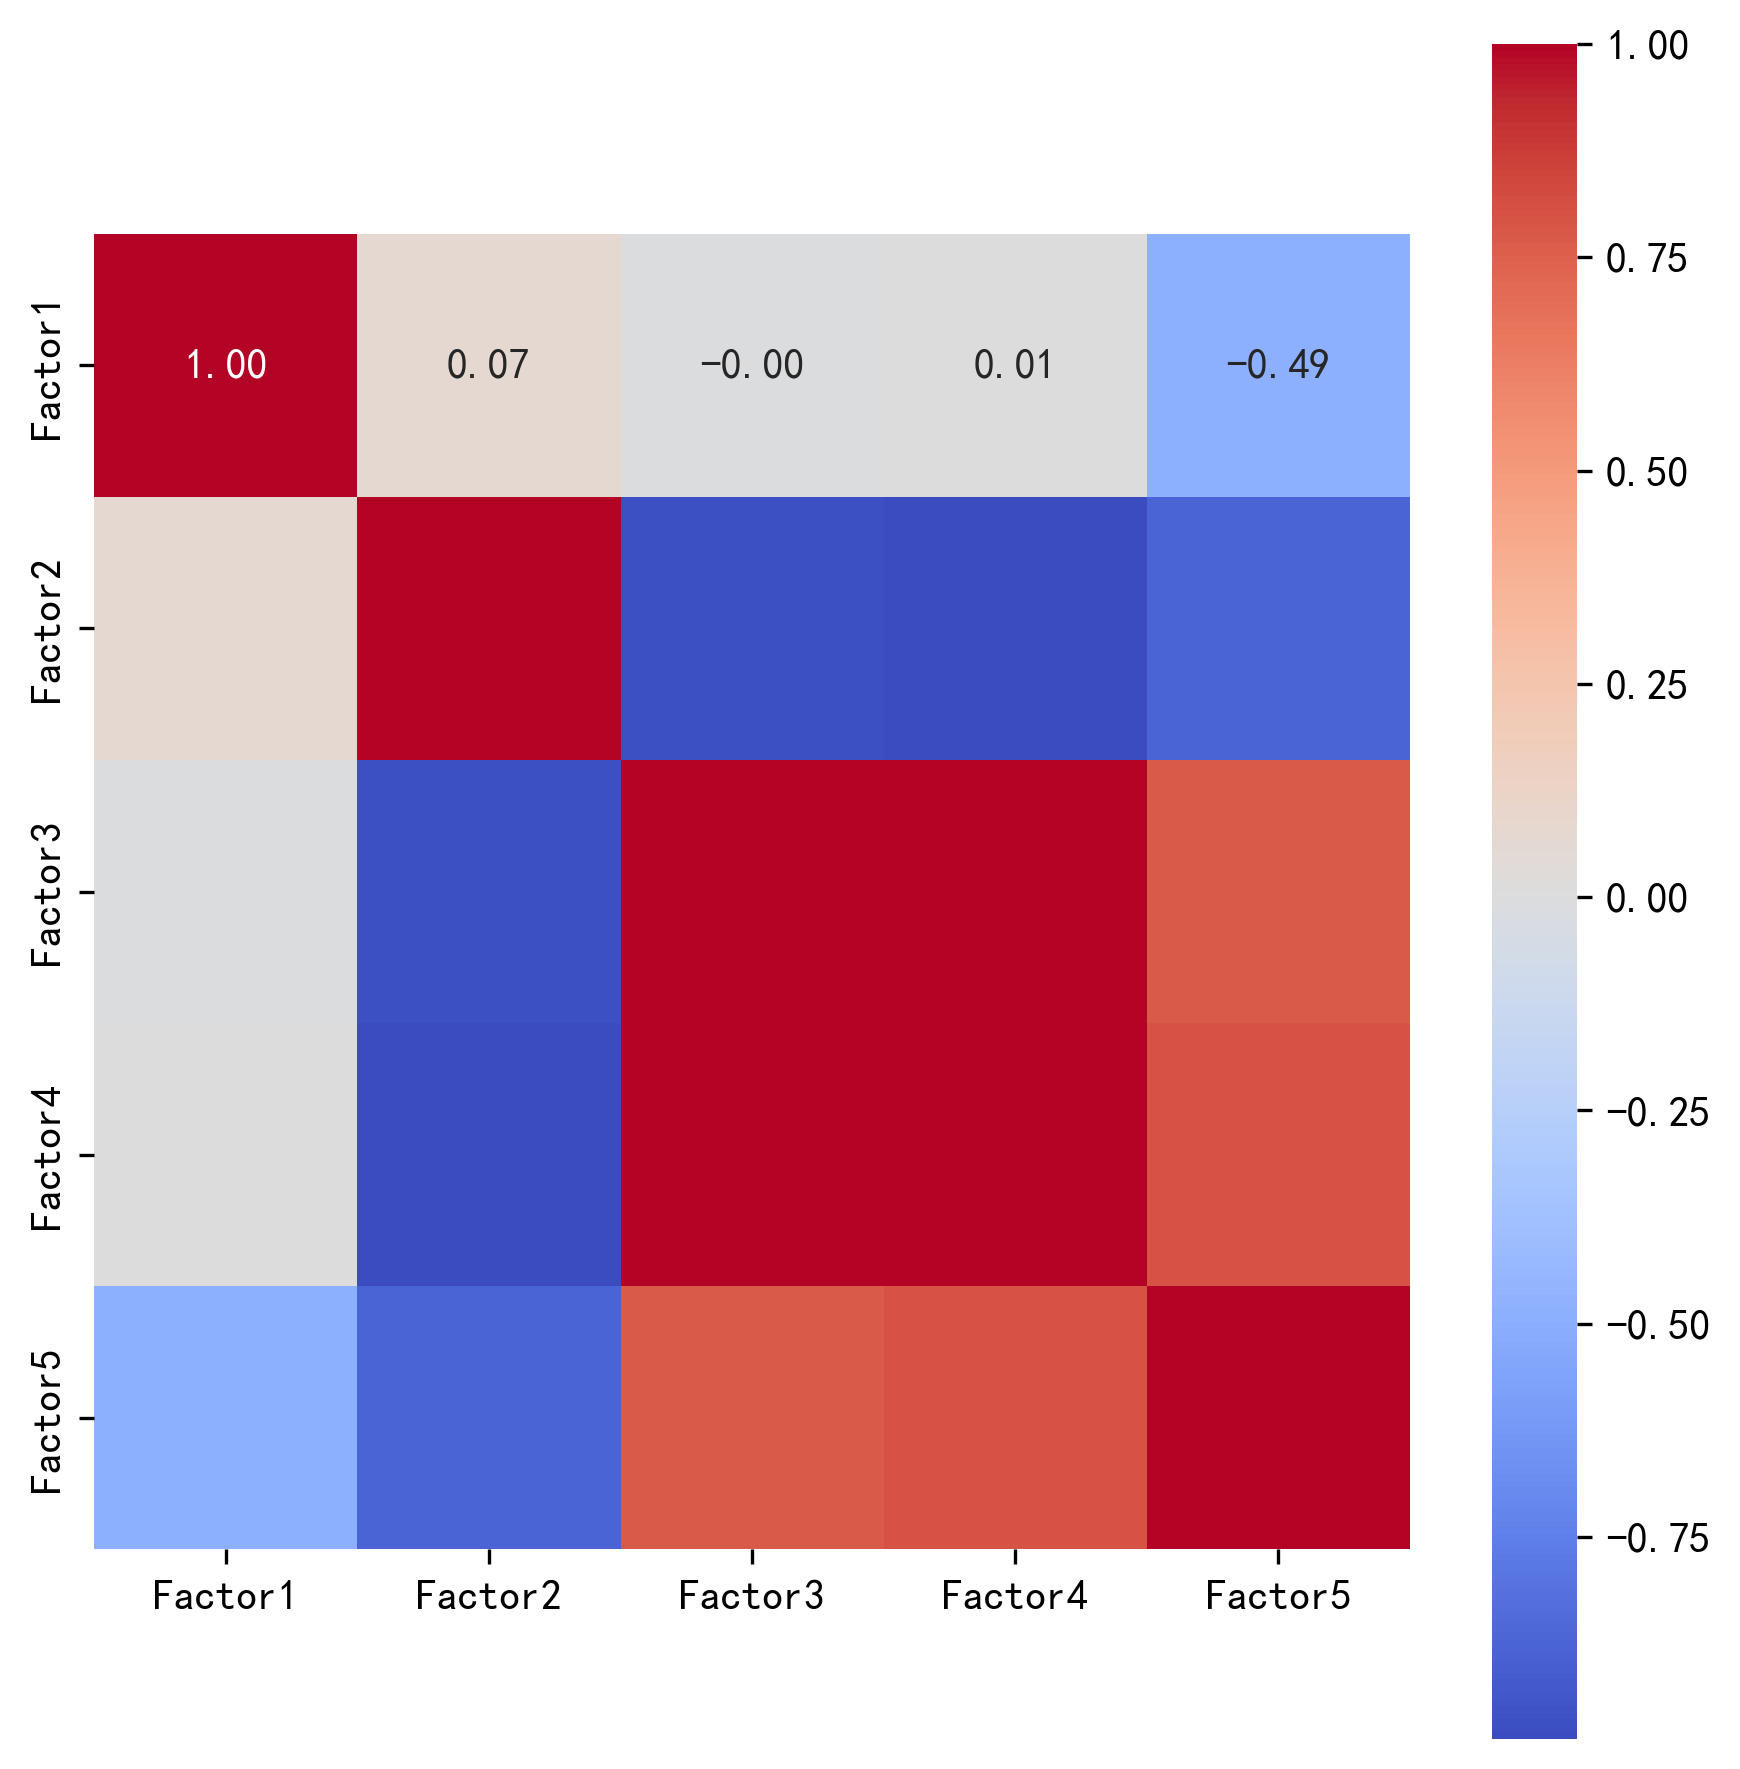 1.00
0.75
0.50
0.25
0.00
−0.25
−0.50
−0.75
Factor1
1.00 0.07 −0.00 0.01 −0.49
Factor2
Factor3
Factor4
Factor5
Factor1 Factor2 Factor3 Factor4 Factor5